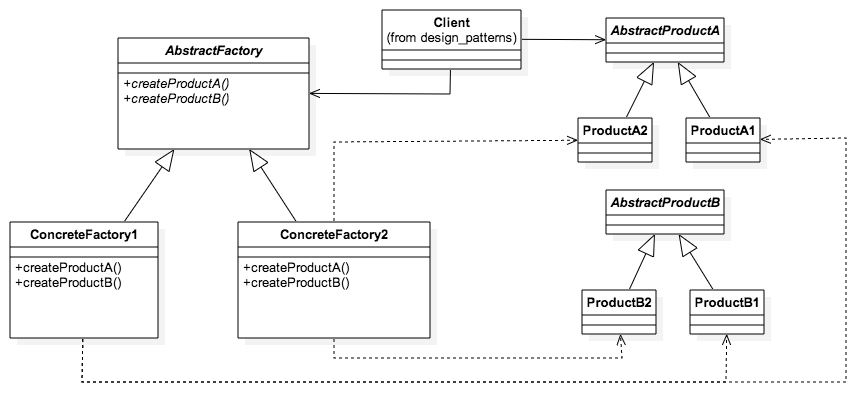 Client
(from design_patterns)
AbstractProductA
AbstractFactory
+createProductA()
+createProductB()
ProductA2
ProductA1
AbstractProductB
ConcreteFactory1
+createProductA()
+createProductB()
ConcreteFactory2
+createProductA()
+createProductB()
ProductB2
ProductB1